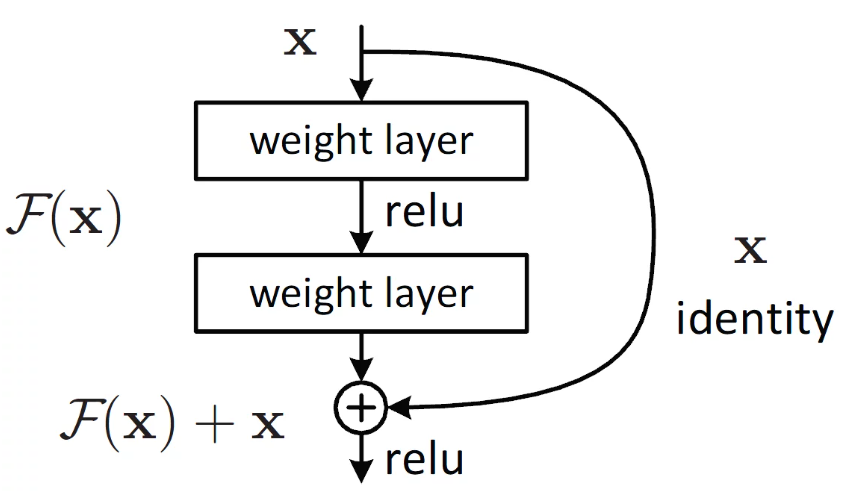 x
weight layer
F(x)
relu
x
weight layer
identity
F(x) + x
relu